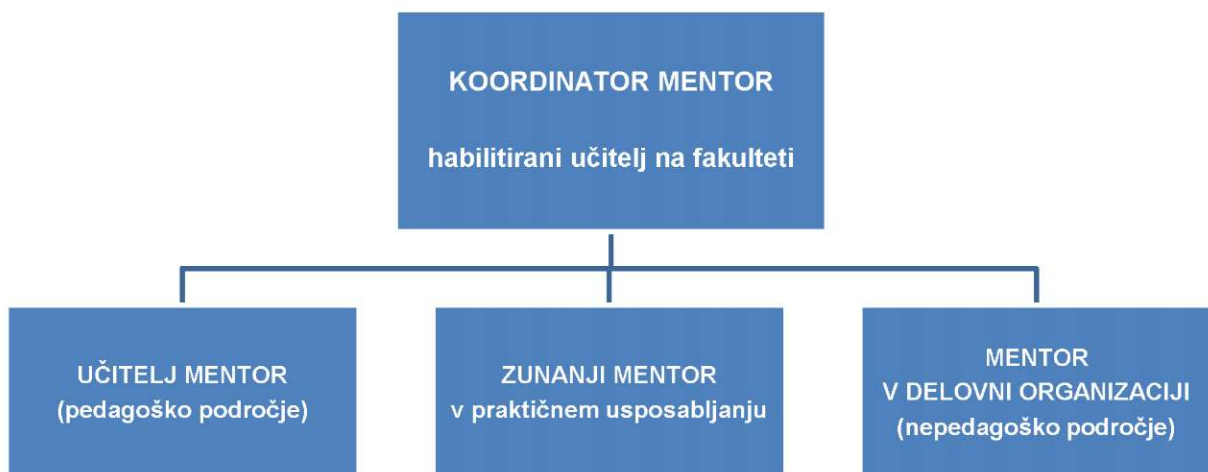 KOORDINATOR MENTOR
habilitirani učitelj na fakulteti
UČITELJ MENTOR
(pedagoško področje)
ZUNANJI MENTOR
v praktičnem usposabljanju
MENTOR
V DELOVNI ORGANIZACIJI
(nepedagoško področje)